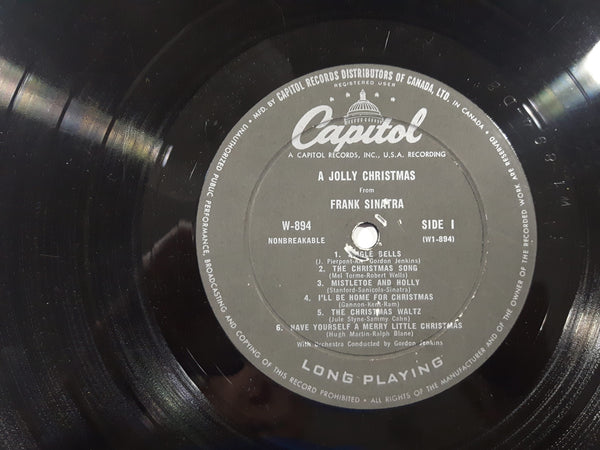 MFD. BY CAPITOL RECORDS DISTRIBUTORS OF CANADA, LTD. IN CANADA.
REGISTERED USER
Capitol
A CAPITOL RECORDS, INC., U.S.A. RECORDING
A JOLLY CHRISTMAS
From
FRANK SINATRA
W-894
SIDE 1
NONBREAKABLE
(W1-894)
1. JINGLE BELLS
(J. Pierpont-Arr. Gordon Jenkins)
2. THE CHRISTMAS SONG
(Mel Torme-Robert Wells)
3. MISTLETOE AND HOLLY
(Stanford-Sanicola-Sinatra)
4. I'LL BE HOME FOR CHRISTMAS
(Gannon-Kent-Ram)
5. THE CHRISTMAS WALTZ
(Jule Styne-Sammy Cahn)
6. HAVE YOURSELF A MERRY LITTLE CHRISTMAS
(Hugh Martin-Ralph Blane)
With Orchestra Conducted by Gordon Jenkins
LONG PLAYING
UNAUTHORIZED PUBLIC PERFORMANCE, BROADCASTING AND COPYING OF THIS RECORD PROHIBITED • ALL RIGHTS OF THE MANUFACTURER AND OF THE OWNER OF THE RECORDED WORK RESERVED